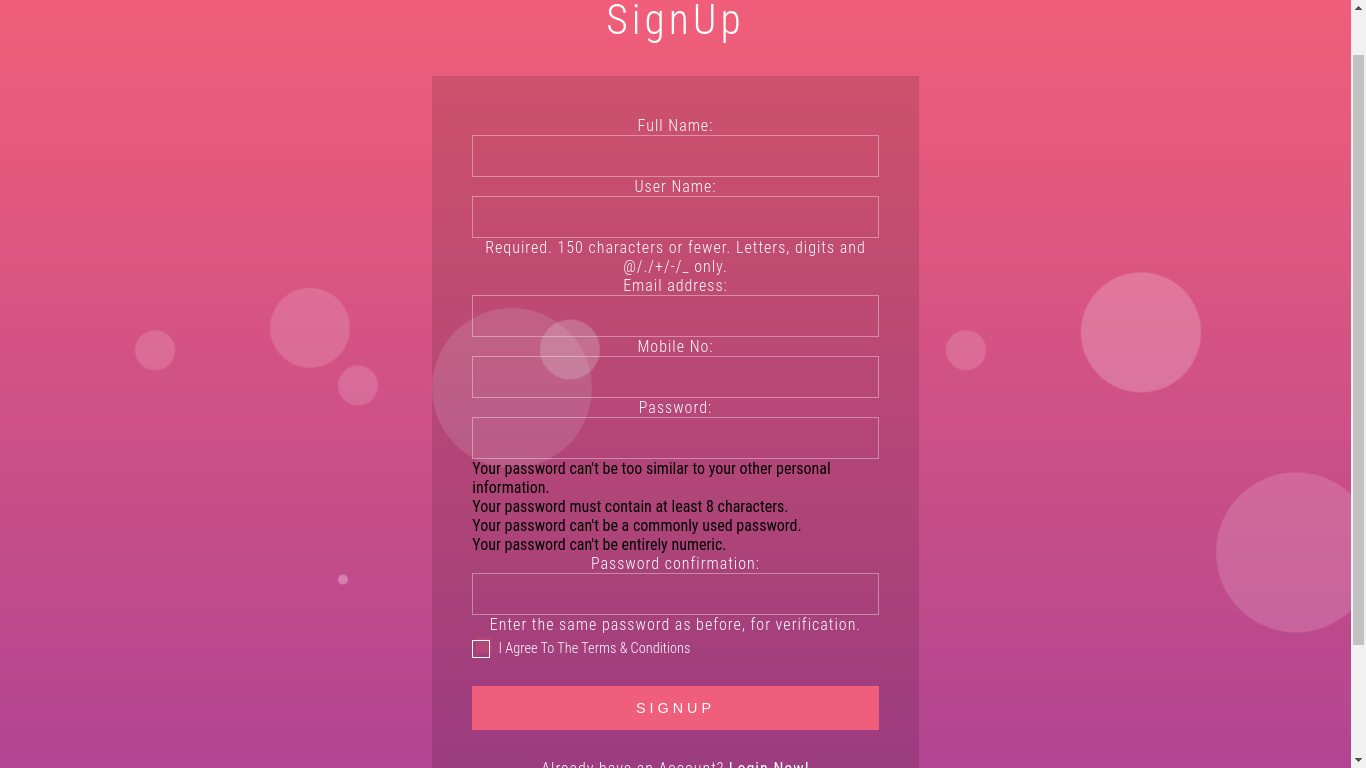 SignUp
Full Name:
User Name:
Required. 150 characters or fewer. Letters, digits and
@/./+/-/_ only.
Email address:
Mobile No:
Password:
Your password can't be too similar to your other personal
information.
Your password must contain at least 8 characters.
Your password can't be a commonly used password.
Your password can't be entirely numeric.
Password confirmation:
Enter the same password as before, for verification.
I Agree To The Terms & Conditions
SIGNUP
Already have an Account? Login Now!